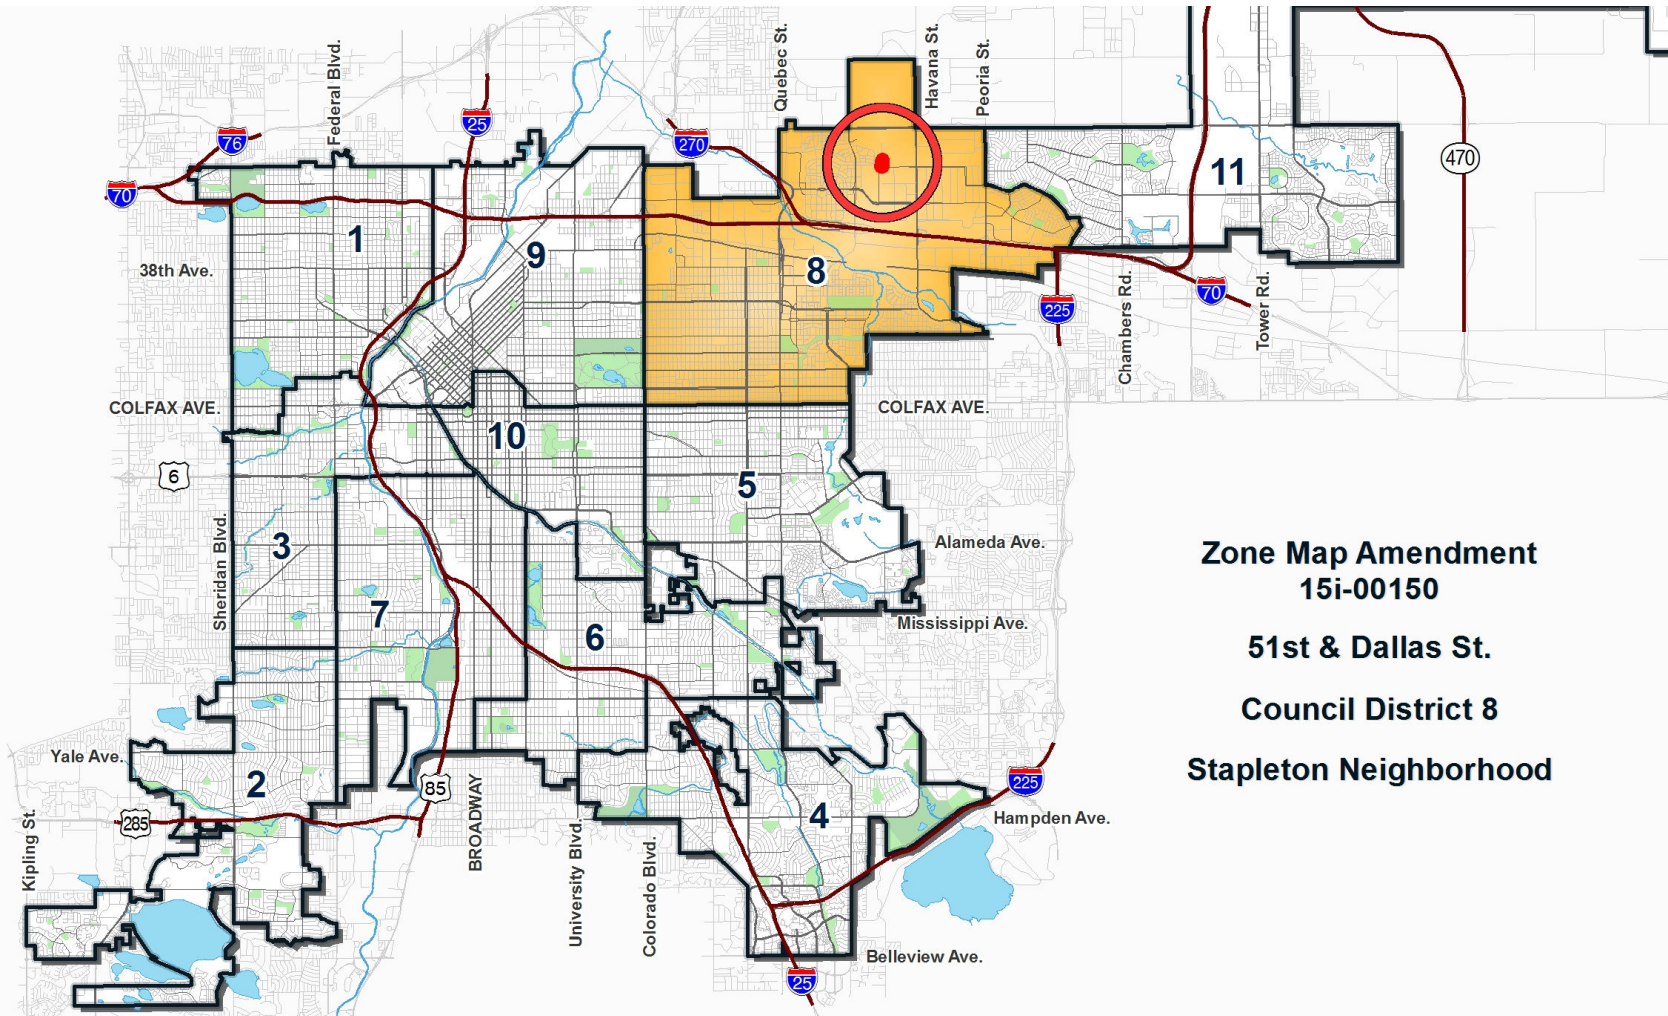 Federal Blvd.
Quebec St.
Havana St.
Peoria St.
76
25
270
70
470
11
1
9
8
38th Ave.
70
225
Chambers Rd.
Tower Rd.
COLFAX AVE.
COLFAX AVE.
10
6
5
Sheridan Blvd.
3
Alameda Ave.
7
6
Mississippi Ave.
Yale Ave.
2
85
BROADWAY
285
Kipling St.
University Blvd.
Colorado Blvd.
4
225
Hampden Ave.
Belleview Ave.
25
Zone Map Amendment
15i-00150
51st & Dallas St.
Council District 8
Stapleton Neighborhood